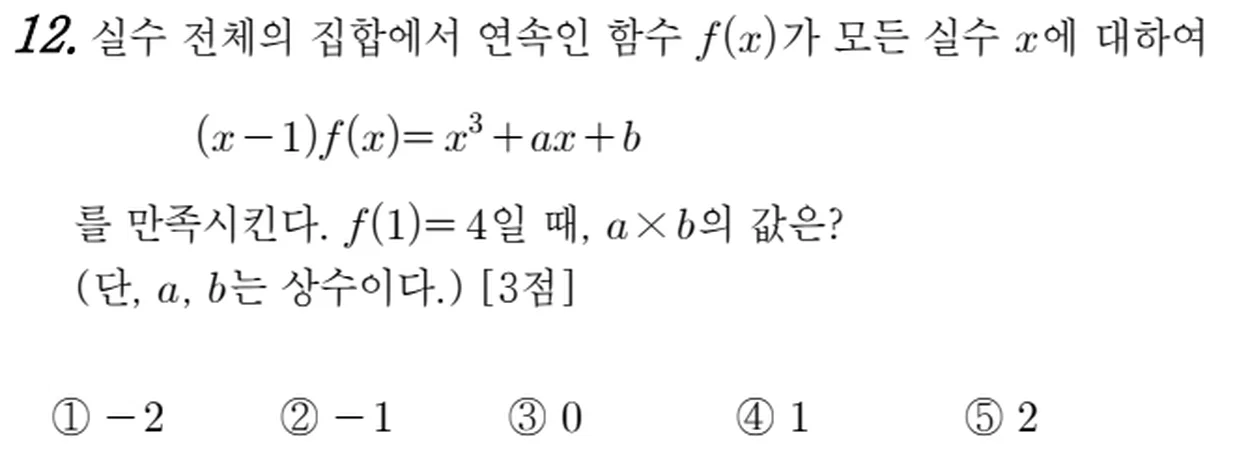 12. 실수 전체의 집합에서 연속인 함수 f(x)가 모든 실수 x에 대하여
(x-1)f(x)=x³+ax+b
를 만족시킨다. f(1)=4일 때, a×b의 값은?
(단, a, b는 상수이다.) [3점]
① -2 ② -1 ③ 0 ④ 1 ⑤ 2